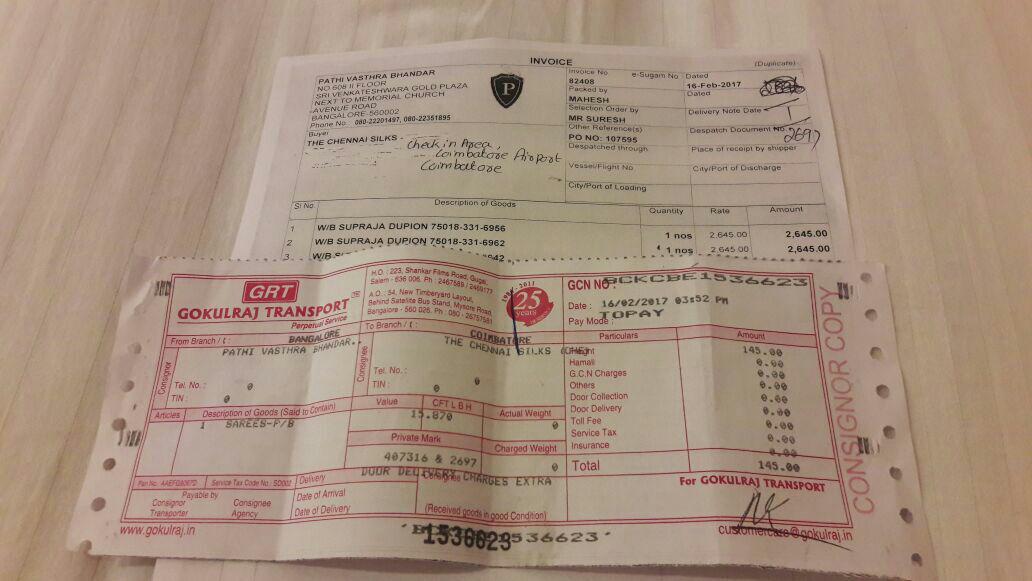 INVOICE
(Duplicate)
PATHI VASTHRA BHANDAR
NO 608 II FLOOR
SRI VENKATESHWARA GOLD PLAZA
NEXT TO MEMORIAL CHURCH
AVENUE ROAD
BANGALORE-560002
Phone No : 080-22201497, 080-22351895
P
Invoice No e-Sugam No Dated
82408 16-Feb-2017
Packed by Dated
MAHESH
Selection Order by Delivery Note Date
MR SURESH
Other Reference(s) Despatch Document No.
PO NO: 107595 2697
Despatched through Place of receipt by shipper
Vessel/Flight No City/Port of Discharge
City/Port of Loading
Buyer
THE CHENNAI SILKS -
Check in Area,
Coimbatore Airport
Coimbatore
Sl No. Description of Goods Quantity Rate Amount
1 W/B SUPRAJA DUPION 75018-331-6956 1 nos 2,645.00 2,645.00
2 W/B SUPRAJA DUPION 75018-331-6962 1 nos 2,645.00 2,645.00
3
GRT
GOKULRAJ TRANSPORT
Perpetual Service
H.O. : 223, Shankar Films Road, Gugai,
Salem - 636 006. Ph : 2467589 / 2469177
A.O. : 54, New Timberyard Layout,
Behind Satellite Bus Stand, Mysore Road,
Bangalore - 560 026. Ph : 080 - 26757581
25
years
GCN NO. BCKCBE1536623
Date : 16/02/2017 03:52 PM
Pay Mode : TOPAY
From Branch / BANGALORE
To Branch / COIMBATORE
Consignor
PATHI VASTHRA BHANDAR..
Tel. No. : 0
TIN : 0
Consignee
THE CHENNAI SILKS
Tel. No. : 0
TIN : 0
Particulars Amount
Freight 145.00
Hamali 0.00
G.C.N Charges 0.00
Others 0.00
Door Collection 0.00
Door Delivery 0.00
Toll Fee 0.00
Service Tax 0.00
Insurance 0.00
Total 145.00
Articles Description of Goods (Said to Contain) Value CFT L B H Actual Weight
1 SAREES-P/B 15,870 0
Private Mark Charged Weight
407316 & 2697 0
DOOR DELIVERY CHARGES EXTRA
Pan No. Service Tax Code No.: Delivery Consignee
Payable by
Consignor Consignee
Transporter Agency
Date of Arrival
Date of Delivery
(Received goods in good Condition)
For GOKULRAJ TRANSPORT
CONSIGNOR COPY
www.gokulraj.in
1536623
customercare@gokulraj.in